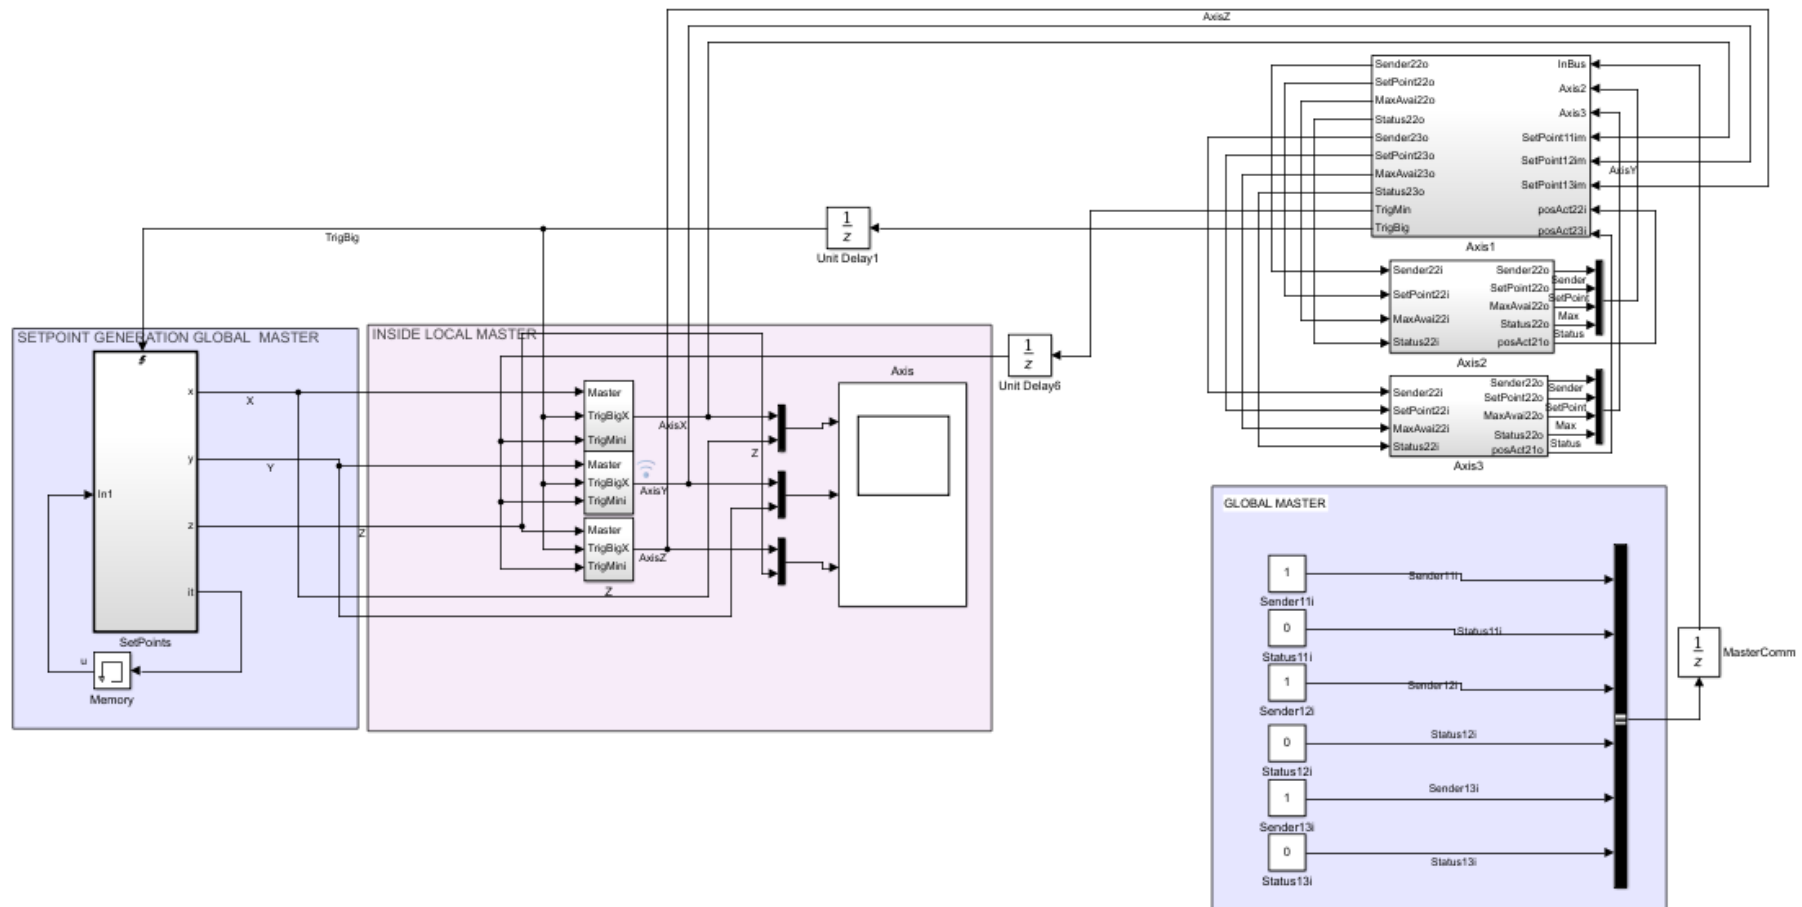 AxisZ
Sender22o
SetPoint22o
MaxAvai22o
Status22o
Sender23o
SetPoint23o
MaxAvai23o
Status23o
TrigMin
TrigBig
InBus
Axis2
Axis3
SetPoint11im
SetPoint12im
AxisY
SetPoint13im
posAct22i
posAct23i
Axis1
1
z
Unit Delay1
TrigBig
Sender22i
SetPoint22i
MaxAvai22i
Status22i
Sender22o
SetPoint22o
MaxAvai22o
Status22o
posAct21o
Sender
SetPoint
Max
Status
Axis2
Sender22i
SetPoint22i
MaxAvai22i
Status22i
Sender22o
SetPoint22o
MaxAvai22o
Status22o
posAct21o
Sender
SetPoint
Max
Status
Axis3
1
z
Unit Delay6
SETPOINT GENERATION GLOBAL MASTER
In1
x
y
z
it
X
Y
Z
SetPoints
u
Memory
INSIDE LOCAL MASTER
Master
TrigBigX
TrigMini
AxisX
Master
TrigBigX
TrigMini
AxisY
Master
TrigBigX
TrigMini
AxisZ
Z
Z
Axis
GLOBAL MASTER
1
Sender11i
Sender11i
0
Status11i
Status11i
1
Sender12i
Sender12i
0
Status12i
Status12i
1
Sender13i
Sender13i
0
Status13i
Status13i
1
z
MasterComm